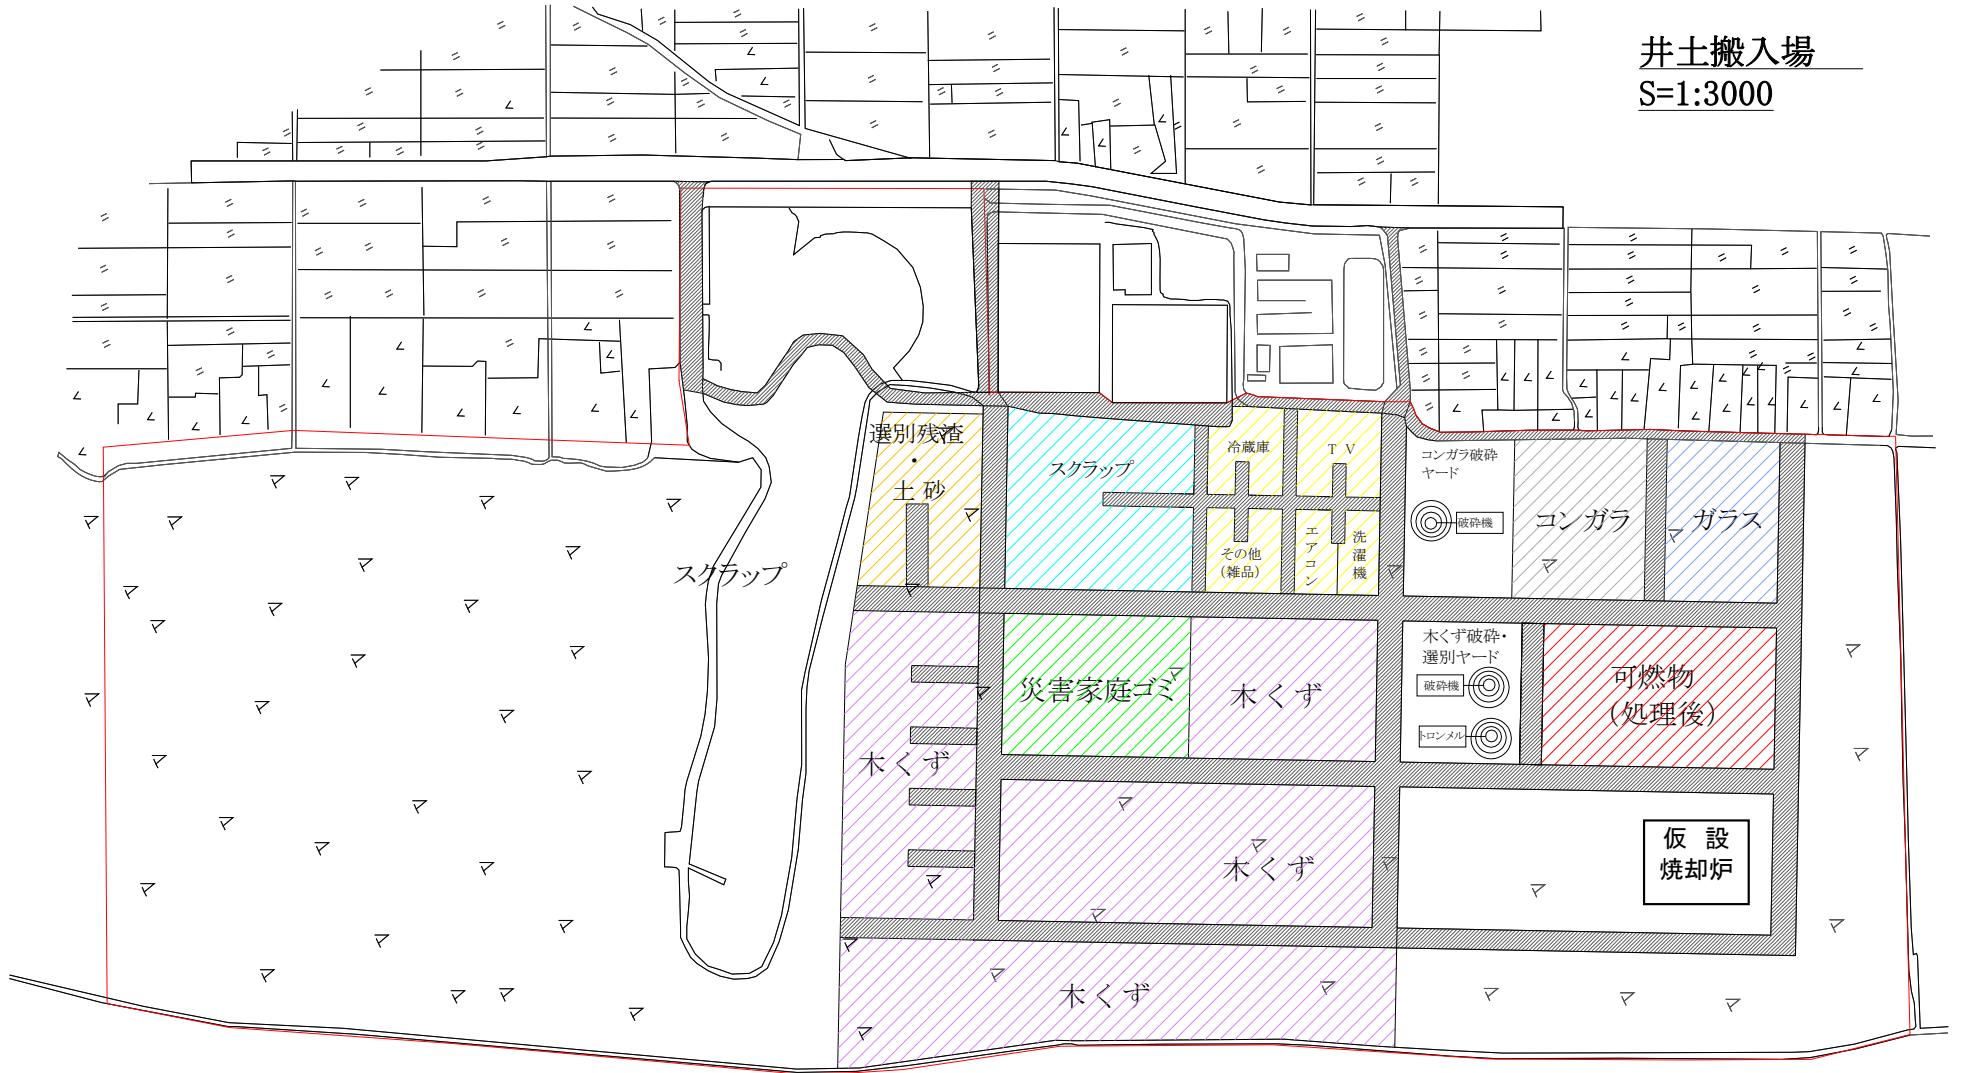 井土搬入場
S=1:3000
選別残渣
・
土砂
スクラップ
冷蔵庫
TV
コンガラ破砕
ヤード
破砕機
コンガラ
ガラス
その他
(雑品)
エアコン
洗濯機
スクラップ
災害家庭ゴミ
木くず
木くず破砕・
選別ヤード
破砕機
トロンメル
可燃物
(処理後)
木くず
木くず
仮設
焼却炉
木くず